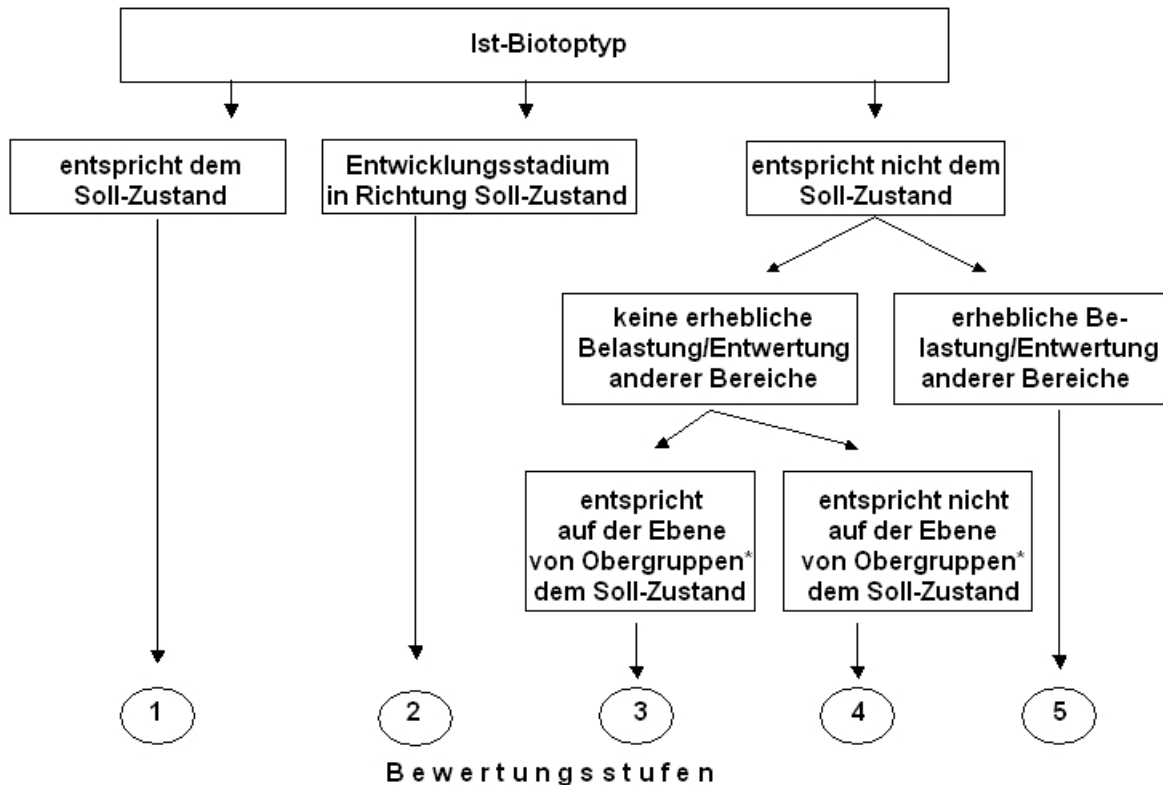 Ist-Biotoptyp
entspricht dem
Soll-Zustand
Entwicklungsstadium
in Richtung Soll-Zustand
entspricht nicht dem
Soll-Zustand
keine erhebliche
Belastung/Entwertung
anderer Bereiche
erhebliche Be-
lastung/Entwertung
anderer Bereiche
entspricht
auf der Ebene
von Obergruppen*
dem Soll-Zustand
entspricht nicht
auf der Ebene
von Obergruppen*
dem Soll-Zustand
1
2
3
4
5
Bewertungsstufen